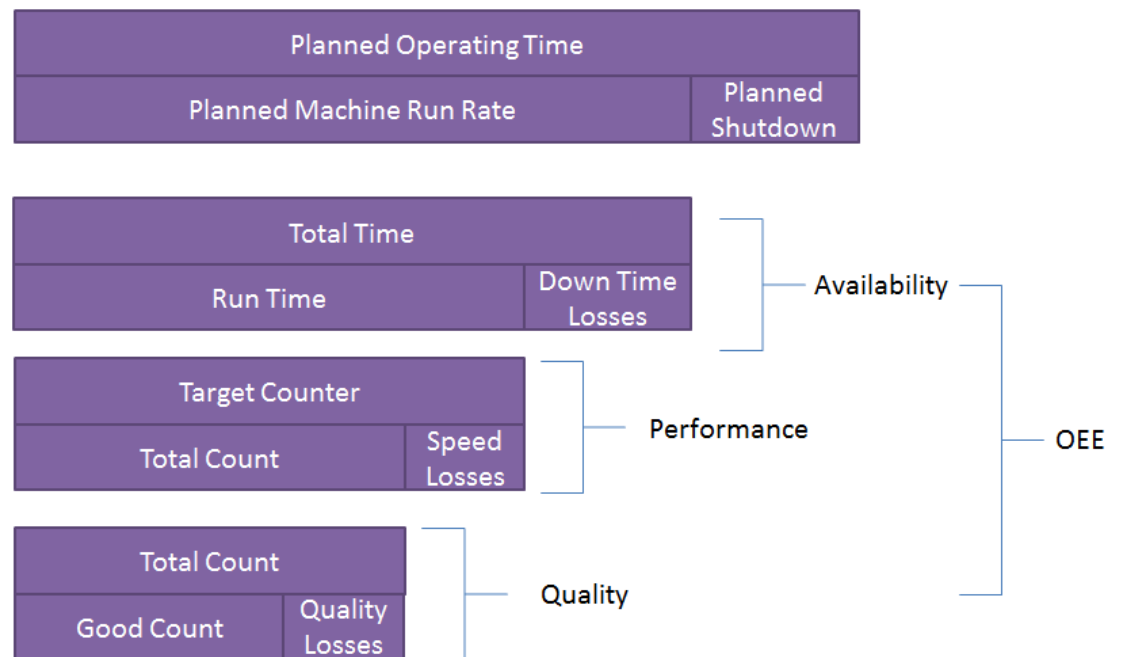 Planned Operating Time
Planned Machine Run Rate
Planned
Shutdown
Total Time
Run Time
Down Time
Losses
Availability
Target Counter
Total Count
Speed
Losses
Performance
OEE
Total Count
Good Count
Quality
Losses
Quality